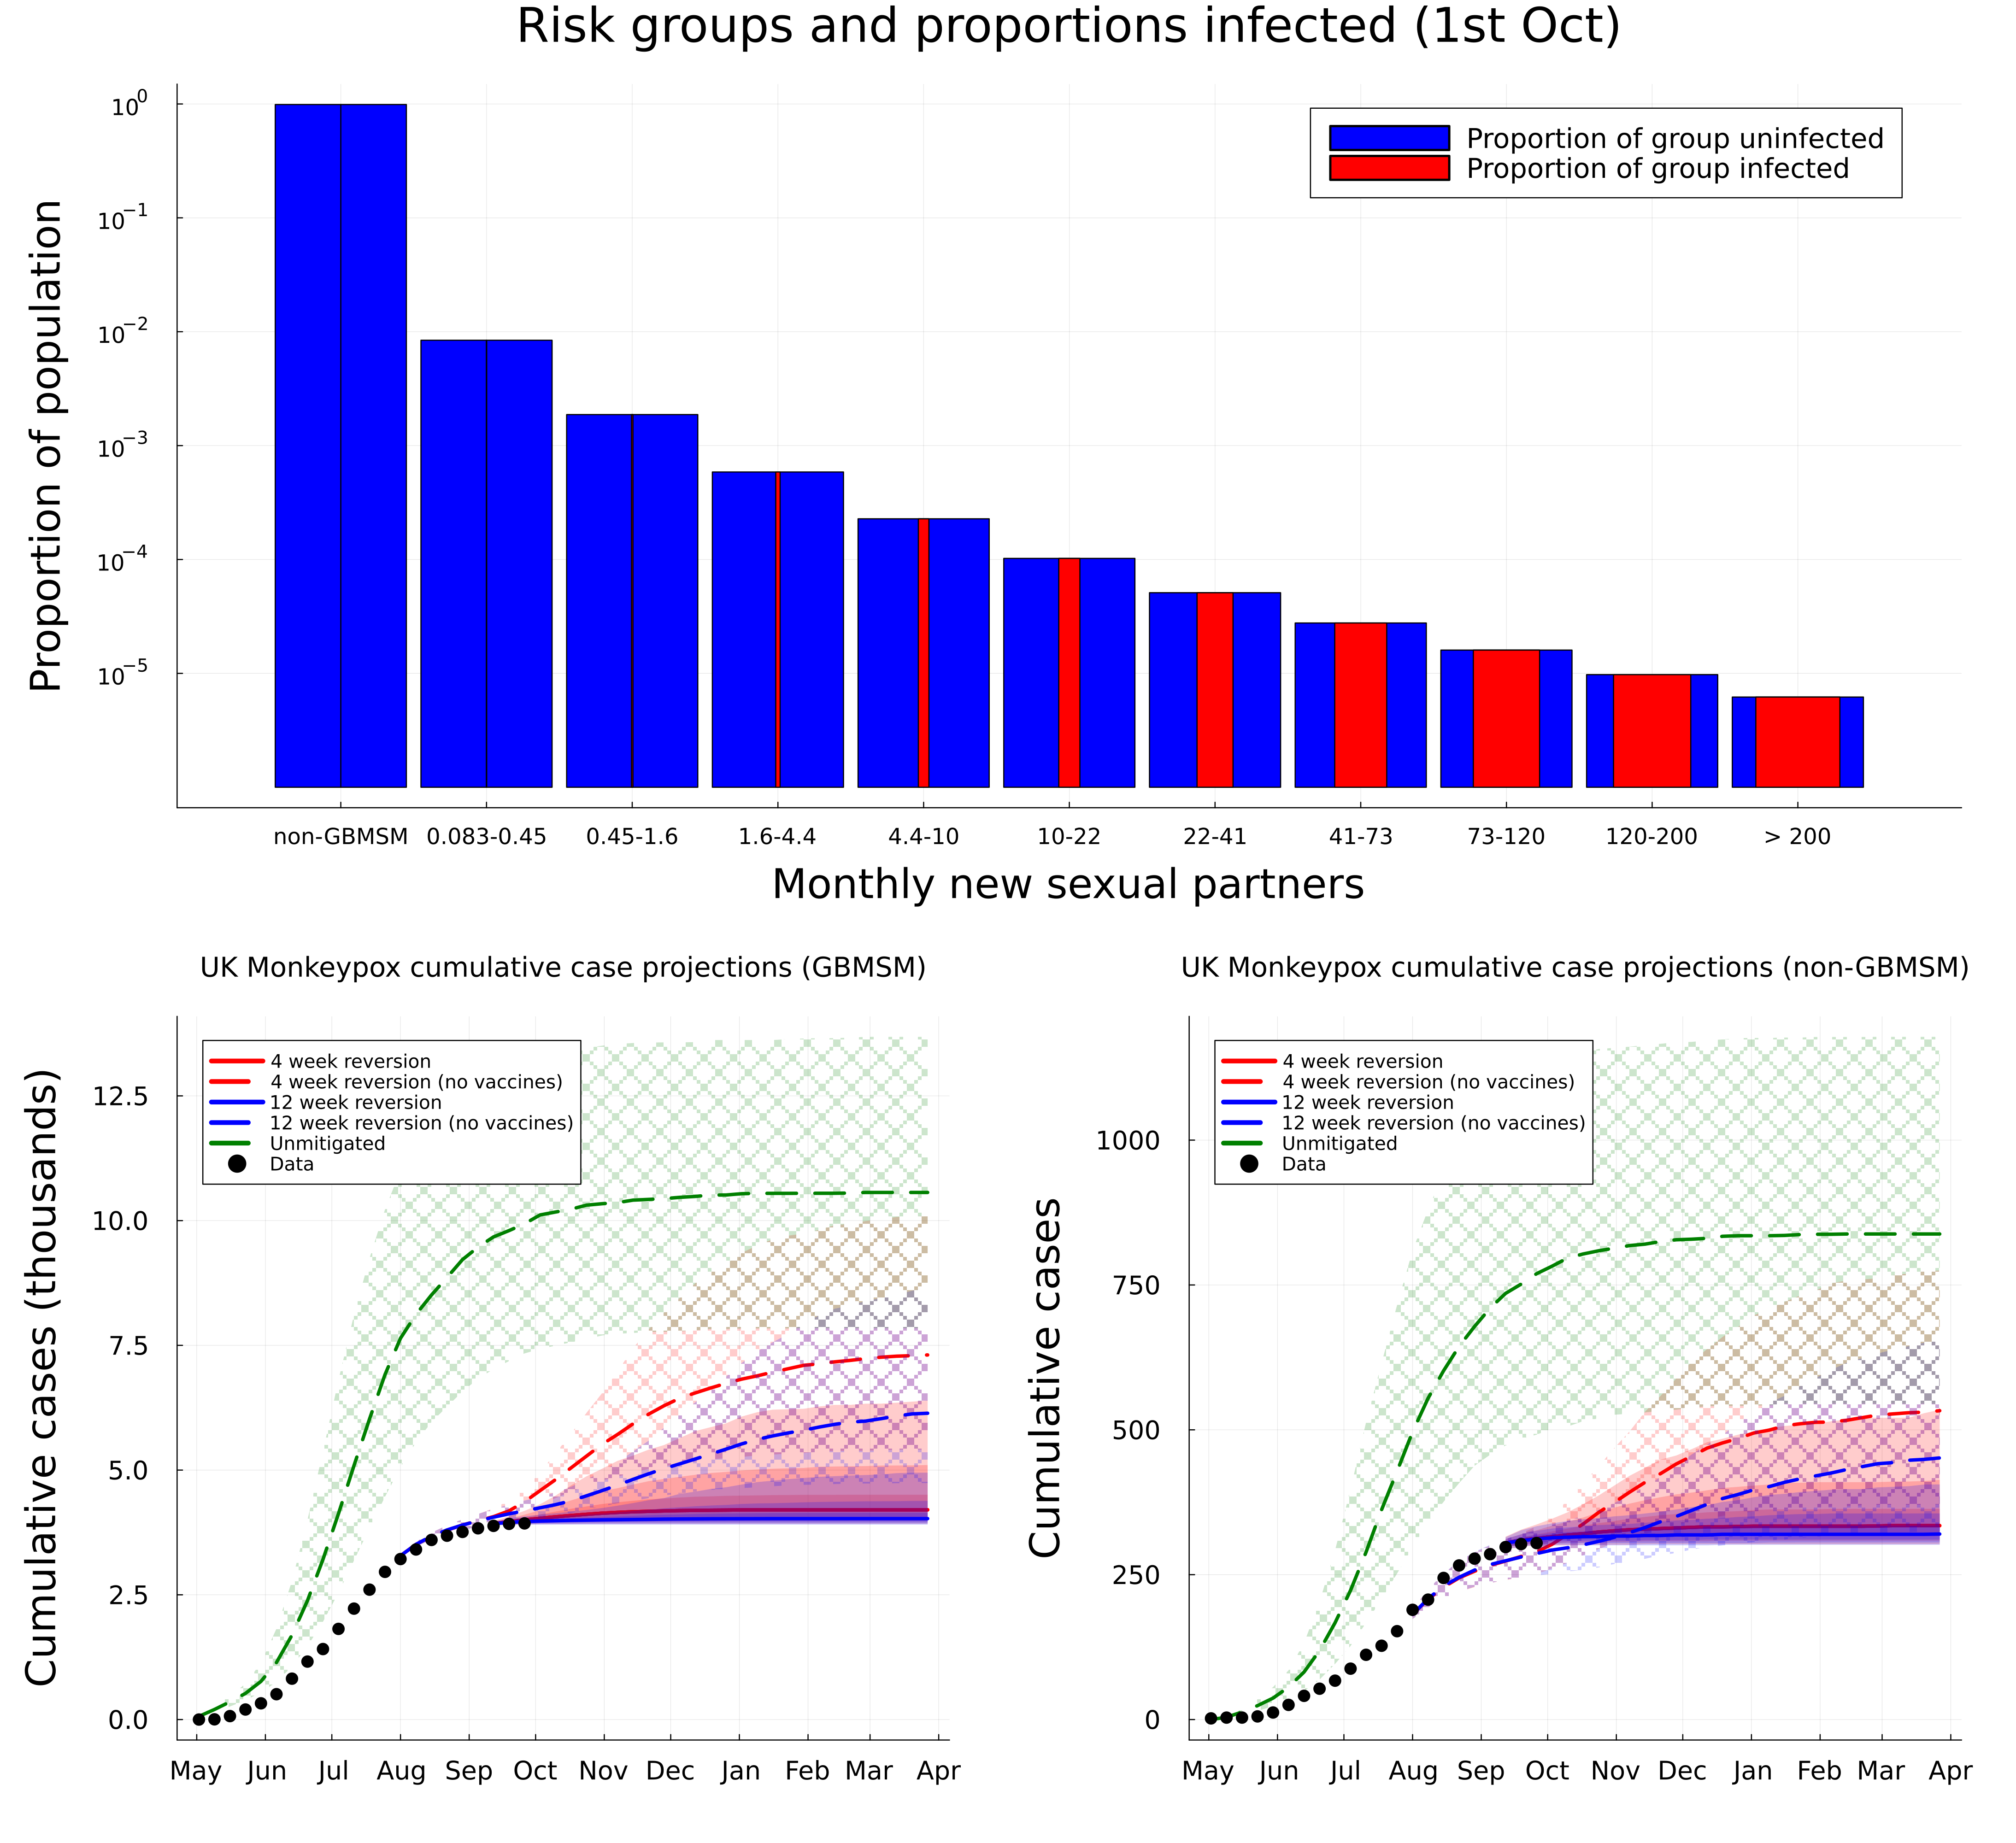 Risk groups and proportions infected (1st Oct)
Proportion of population
10^0
10^−1
10^−2
10^−3
10^−4
10^−5
Proportion of group uninfected
Proportion of group infected
non-GBMSM 0.083-0.45 0.45-1.6 1.6-4.4 4.4-10 10-22 22-41 41-73 73-120 120-200 > 200
Monthly new sexual partners
UK Monkeypox cumulative case projections (GBMSM)
Cumulative cases (thousands)
12.5
10.0
7.5
5.0
2.5
0.0
4 week reversion
4 week reversion (no vaccines)
12 week reversion
12 week reversion (no vaccines)
Unmitigated
Data
May Jun Jul Aug Sep Oct Nov Dec Jan Feb Mar Apr
UK Monkeypox cumulative case projections (non-GBMSM)
Cumulative cases
1000
750
500
250
0
4 week reversion
4 week reversion (no vaccines)
12 week reversion
12 week reversion (no vaccines)
Unmitigated
Data
May Jun Jul Aug Sep Oct Nov Dec Jan Feb Mar Apr